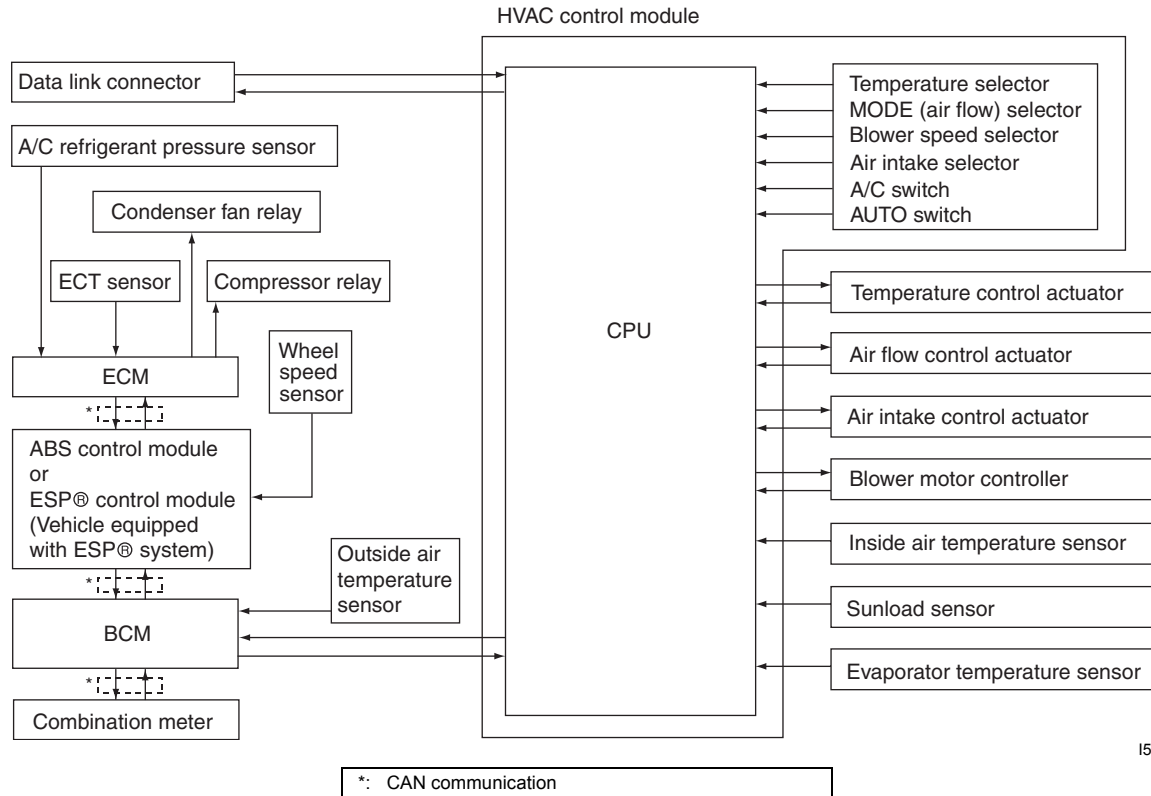 HVAC control module
Data link connector
A/C refrigerant pressure sensor
Condenser fan relay
ECT sensor
Compressor relay
Wheel
speed
sensor
ECM
*
ABS control module
or
ESP® control module
(Vehicle equipped
with ESP® system)
*
Outside air
temperature
sensor
BCM
*
Combination meter
CPU
Temperature selector
MODE (air flow) selector
Blower speed selector
Air intake selector
A/C switch
AUTO switch
Temperature control actuator
Air flow control actuator
Air intake control actuator
Blower motor controller
Inside air temperature sensor
Sunload sensor
Evaporator temperature sensor
I5
*: CAN communication